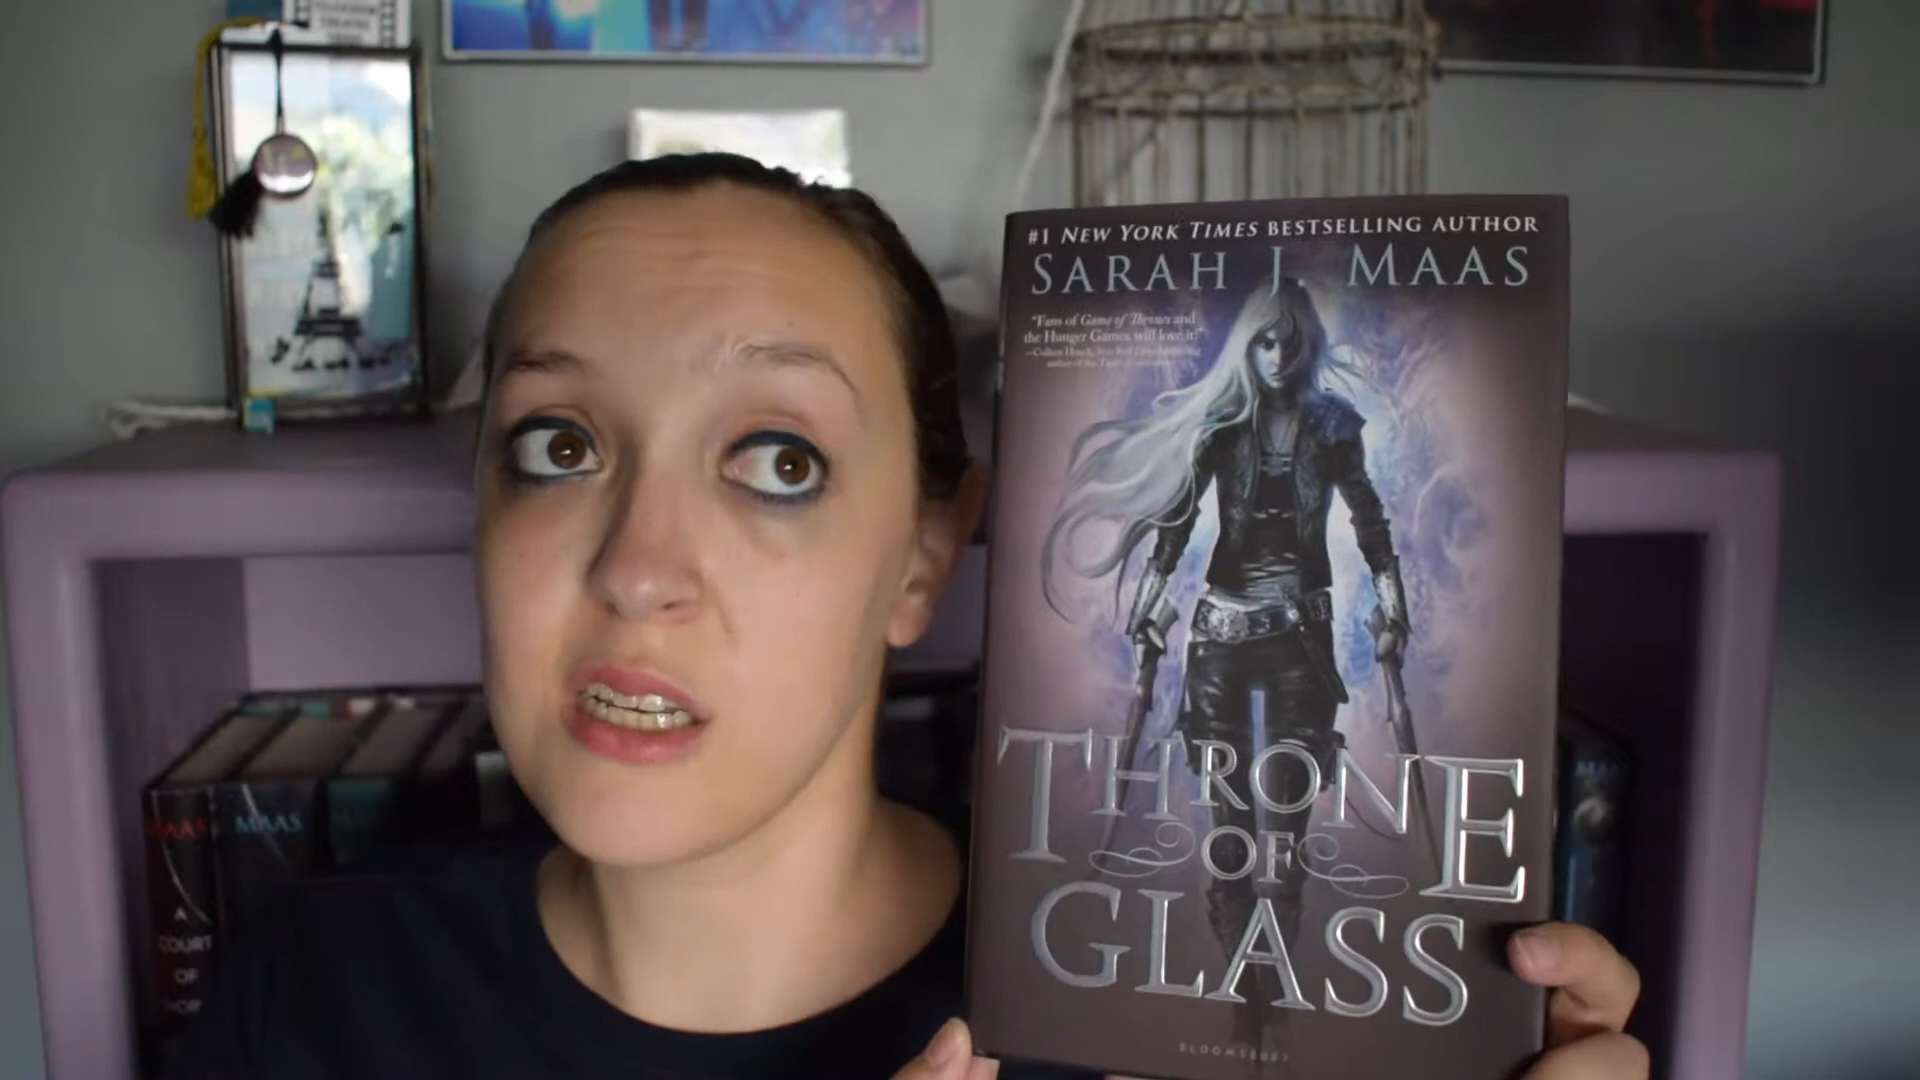 #1 NEW YORK TIMES BESTSELLING AUTHOR
SARAH J. MAAS
"Fans of Game of Thrones and
the Hunger Games will love it!"
THRONE
OF
GLASS
BLOOMSBURY
MAAS
A
COURT
OF
MAAS